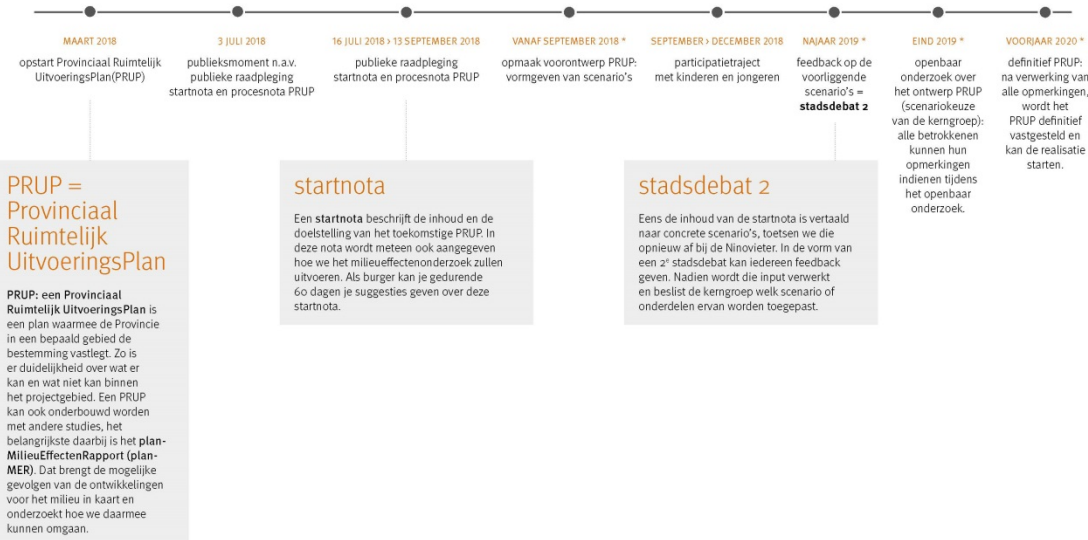 MAART 2018
opstart Provinciaal Ruimtelijk
UitvoeringsPlan(PRUP)
3 JULI 2018
publieksmoment n.a.v.
publieke raadpleging
startnota en procesnota PRUP
16 JULI 2018 > 13 SEPTEMBER 2018
publieke raadpleging
startnota en procesnota PRUP
VANAF SEPTEMBER 2018 *
opmaak voorontwerp PRUP:
vormgeven van scenario's
SEPTEMBER > DECEMBER 2018
participatietraject
met kinderen en jongeren
NAJAAR 2019 *
feedback op de
voorliggende
scenario's =
stadsdebat 2
EIND 2019 *
openbaar
onderzoek over
het ontwerp PRUP
(scenariokeuze
van de kerngroep):
alle betrokkenen
kunnen hun
opmerkingen
indienen tijdens
het openbaar
onderzoek.
VOORJAAR 2020 *
definitief PRUP:
na verwerking van
alle opmerkingen,
wordt het
PRUP definitief
vastgesteld en
kan de realisatie
starten.
PRUP =
Provinciaal
Ruimtelijk
UitvoeringsPlan
PRUP: een Provinciaal
Ruimtelijk UitvoeringsPlan is
een plan waarmee de Provincie
in een bepaald gebied de
bestemming vastlegt. Zo is
er duidelijkheid over wat er
kan en wat niet kan binnen
het projectgebied. Een PRUP
kan ook onderbouwd worden
met andere studies, het
belangrijkste daarbij is het plan-
MilieuEffectenRapport (plan-
MER). Dat brengt de mogelijke
gevolgen van de ontwikkelingen
voor het milieu in kaart en
onderzoekt hoe we daarmee
kunnen omgaan.
startnota
Een startnota beschrijft de inhoud en de
doelstelling van het toekomstige PRUP. In
deze nota wordt meteen ook aangegeven
hoe we het milieueffectenonderzoek zullen
uitvoeren. Als burger kan je gedurende
60 dagen je suggesties geven over deze
startnota.
stadsdebat 2
Eens de inhoud van de startnota is vertaald
naar concrete scenario's, toetsen we die
opnieuw af bij de Ninovieter. In de vorm van
een 2e stadsdebat kan iedereen feedback
geven. Nadien wordt die input verwerkt
en beslist de kerngroep welk scenario of
onderdelen ervan worden toegepast.